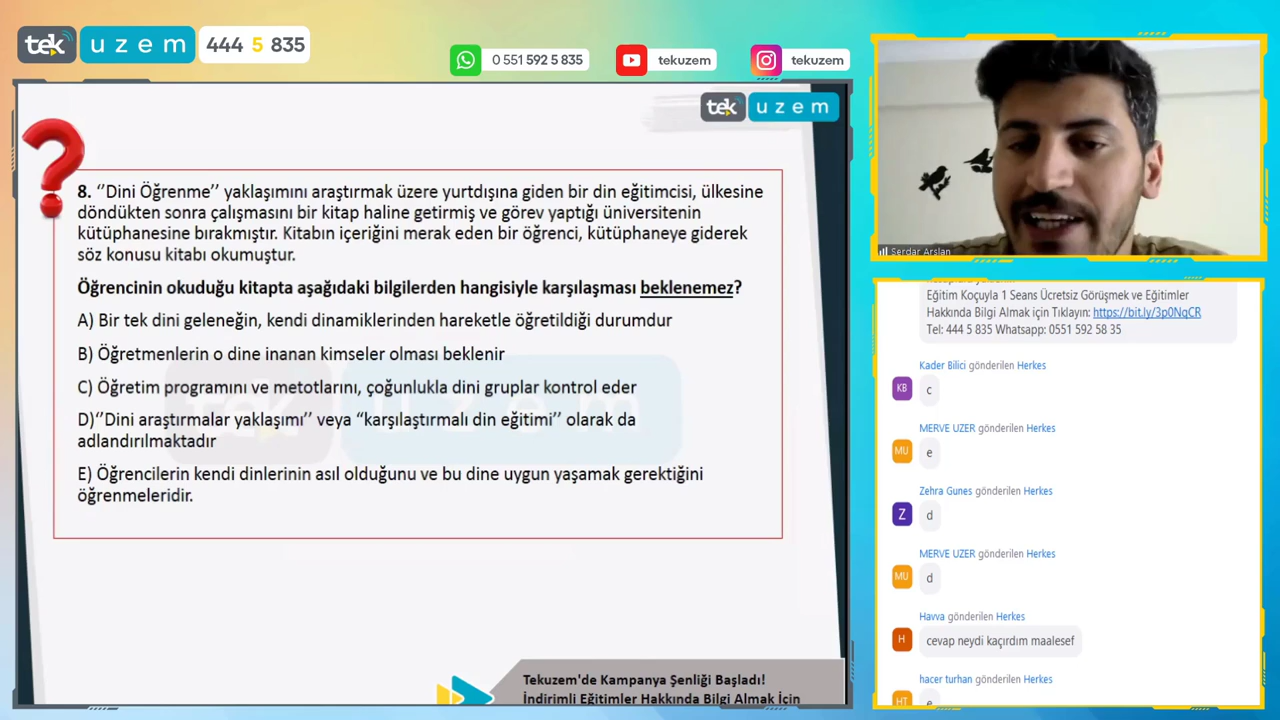 tek uzem 444 5 835
0 551 592 5 835
tekuzem
tekuzem
tek uzem
8. ‘’Dini Öğrenme’’ yaklaşımını araştırmak üzere yurtdışına giden bir din eğitimcisi, ülkesine
döndükten sonra çalışmasını bir kitap haline getirmiş ve görev yaptığı üniversitenin
kütüphanesine bırakmıştır. Kitabın içeriğini merak eden bir öğrenci, kütüphaneye giderek
söz konusu kitabı okumuştur.
Öğrencinin okuduğu kitapta aşağıdaki bilgilerden hangisiyle karşılaşması beklenemez?
A) Bir tek dini geleneğin, kendi dinamiklerinden hareketle öğretildiği durumdur
B) Öğretmenlerin o dine inanan kimseler olması beklenir
C) Öğretim programını ve metotlarını, çoğunlukla dini gruplar kontrol eder
D)‘’Dini araştırmalar yaklaşımı’’ veya “karşılaştırmalı din eğitimi’’ olarak da
adlandırılmaktadır
E) Öğrencilerin kendi dinlerinin asıl olduğunu ve bu dine uygun yaşamak gerektiğini
öğrenmeleridir.
Tekuzem'de Kampanya Şenliği Başladı!
İndirimli Eğitimler Hakkında Bilgi Almak İçin
Serdar Arslan
Eğitim Koçuyla 1 Seans Ücretsiz Görüşmek ve Eğitimler
Hakkında Bilgi Almak için Tıklayın: https://bit.ly/3p0NqCR
Tel: 444 5 835 Whatsapp: 0551 592 58 35
Kader Bilici gönderilen Herkes
KB c
MERVE UZER gönderilen Herkes
MU e
Zehra Gunes gönderilen Herkes
Z d
MERVE UZER gönderilen Herkes
MU d
Havva gönderilen Herkes
H cevap neydi kaçırdım maalesef
hacer turhan gönderilen Herkes
HT e